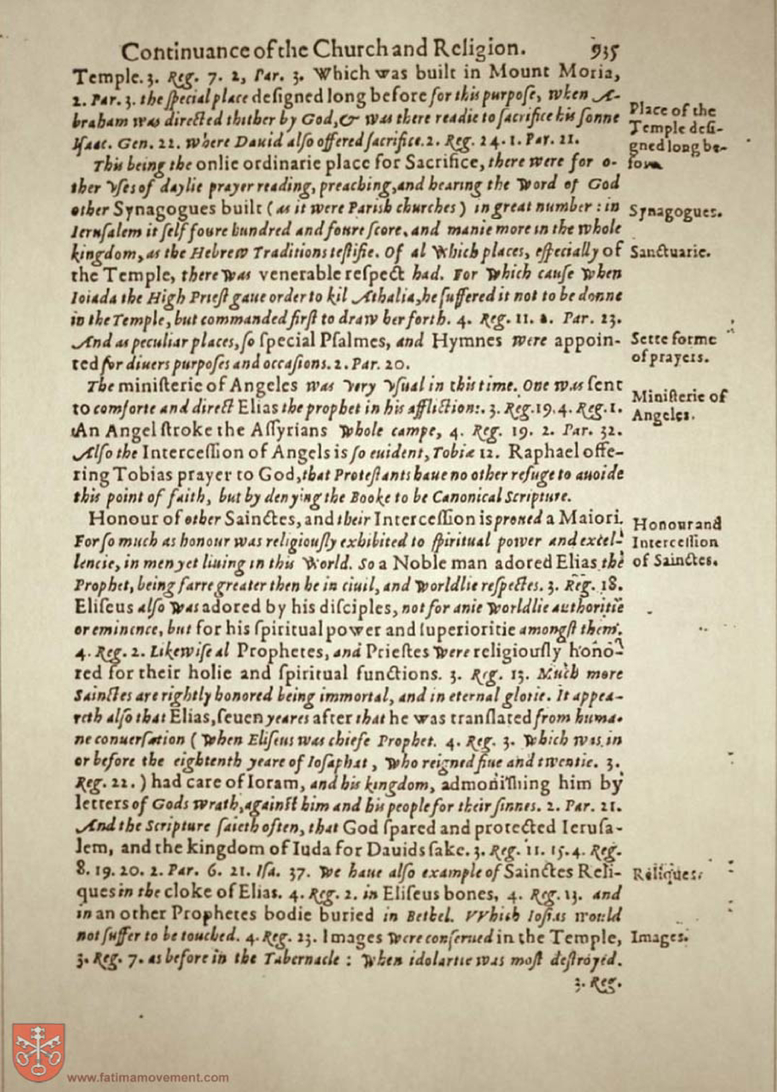 Continuance of the Church and Religion. 935
Temple. 3. Reg. 7. 2, Par. 3. Which was built in Mount Moria,
2. Par. 3. the ſpecial place deſigned long before for this purpoſe, when A-
braham was directed thither by God, & was there readie to ſacrifice his ſonne
Iſaac. Gen. 22. where Dauid alſo offered ſacrifice. 2. Reg. 24. 1. Par. 21.
Place of the
Temple deſi-
gned long be-
fore.
This being the onlie ordinarie place for Sacrifice, there were for o-
ther vſes of daylie prayer reading, preaching, and hearing the word of God
other Synagogues built (as it were Pariſh churches) in great number: in
Ieruſalem it ſelf foure hundred and foure ſcore, and manie more in the whole
kingdom, as the Hebrew Traditions teſtifie. Of al which places, eſpecially of
the Temple, there was venerable reſpect had. For which cauſe when
Ioiada the High Prieſt gaue order to kil Athalia, he ſuffered it not to be donne
in the Temple, but commanded firſt to draw her forth. 4. Reg. 11. 2. Par. 23.
And as peculiar places, ſo ſpecial Pſalmes, and Hymnes were appoin-
ted for diuers purpoſes and occaſions. 2. Par. 20.
Synagogues.
Sanctuarie.
Sette forme
of prayers.
The miniſterie of Angeles was very vſual in this time. One was ſent
to comforte and direct Elias the prophet in his affliction:. 3. Reg. 19. 4. Reg. 1.
An Angel ſtroke the Aſſyrians whole campe, 4. Reg. 19. 2. Par. 32.
Alſo the Interceſſion of Angels is ſo euident, Tobiæ 12. Raphael offe-
ring Tobias prayer to God, that Proteſtants haue no other refuge to auoide
this point of faith, but by denying the Booke to be Canonical Scripture.
Miniſterie of
Angeles.
Honour of other Sainctes, and their Interceſſion is proued a Maiori.
For ſo much as honour was religiouſly exhibited to ſpiritual power and excel-
lencie, in men yet liuing in this World. So a Noble man adored Elias the
Prophet, being farre greater then he in ciuil, and worldlie reſpectes. 3. Reg. 18.
Eliſeus alſo was adored by his diſciples, not for anie worldlie authoritie
or eminence, but for his ſpiritual power and ſuperioritie amongſt them.
4. Reg. 2. Likewiſe al Prophetes, and Prieſtes were religiouſly hono-
red for their holie and ſpiritual functions. 3. Reg. 13. Much more
Sainctes are rightly honored being immortal, and in eternal glorie. It appea-
reth alſo that Elias, ſeuen yeares after that he was tranſlated from huma-
ne conuerſation (when Eliſeus was chiefe Prophet. 4. Reg. 3. which was in
or before the eighteenth yeare of Ioſaphat, who reigned fiue and twentie. 3.
Reg. 22.) had care of Ioram, and his kingdom, admoniſhing him by
letters of Gods wrath, againſt him and his people for their ſinnes. 2. Par. 21.
And the Scripture ſaieth often, that God ſpared and protected Ieruſa-
lem, and the kingdom of Iuda for Dauids ſake. 3. Reg. 11. 15. 4. Reg.
8. 19. 20. 2. Par. 6. 21. Iſa. 37. We haue alſo example of Sainctes Reli-
ques in the cloke of Elias. 4. Reg. 2. in Eliſeus bones, 4. Reg. 13. and
in an other Prophetes bodie buried in Bethel. VVhich Ioſias would
not ſuffer to be touched. 4. Reg. 23. Images were conſerued in the Temple,
3. Reg. 7. as before in the Tabernacle: when idolatrie was moſt deſtroyed.
Honour and
Interceſſion
of Sainctes.
Reliques:
Images.
3. Reg.
www.fatimamovement.com